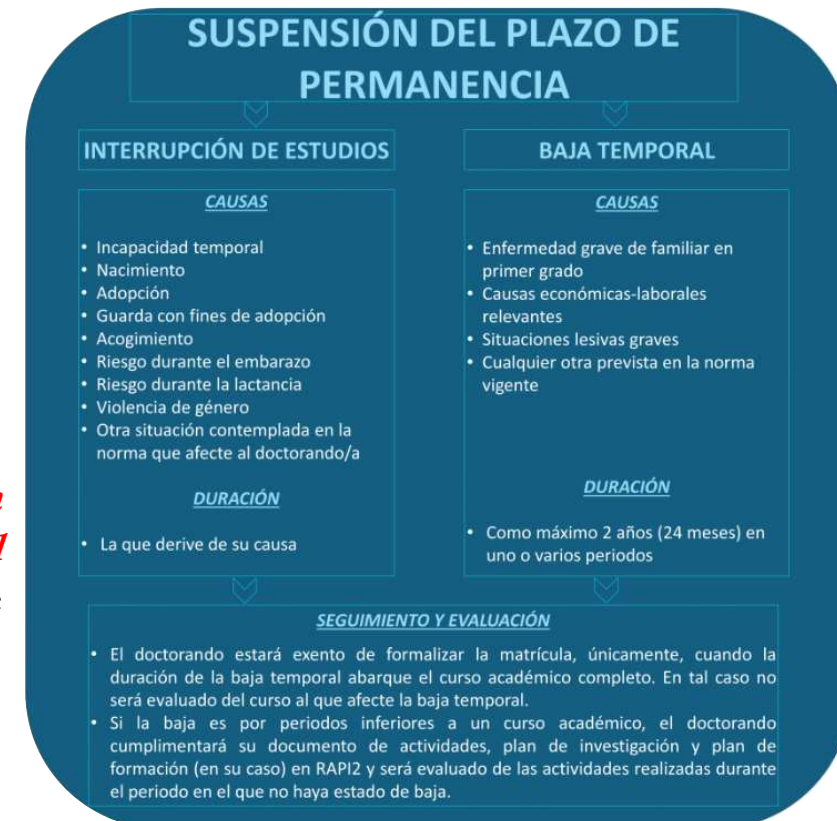 SUSPENSIÓN DEL PLAZO DE
PERMANENCIA
INTERRUPCIÓN DE ESTUDIOS
CAUSAS
• Incapacidad temporal
• Nacimiento
• Adopción
• Guarda con fines de adopción
• Acogimiento
• Riesgo durante el embarazo
• Riesgo durante la lactancia
• Violencia de género
• Otra situación contemplada en la
norma que afecte al doctorando/a
DURACIÓN
• La que derive de su causa
BAJA TEMPORAL
CAUSAS
• Enfermedad grave de familiar en
primer grado
• Causas económicas-laborales
relevantes
• Situaciones lesivas graves
• Cualquier otra prevista en la norma
vigente
DURACIÓN
• Como máximo 2 años (24 meses) en
uno o varios periodos
SEGUIMIENTO Y EVALUACIÓN
• El doctorando estará exento de formalizar la matrícula, únicamente, cuando la
duración de la baja temporal abarque el curso académico completo. En tal caso no
será evaluado del curso al que afecte la baja temporal.
• Si la baja es por periodos inferiores a un curso académico, el doctorando
cumplimentará su documento de actividades, plan de investigación y plan de
formación (en su caso) en RAPI2 y será evaluado de las actividades realizadas durante
el periodo en el que no haya estado de baja.